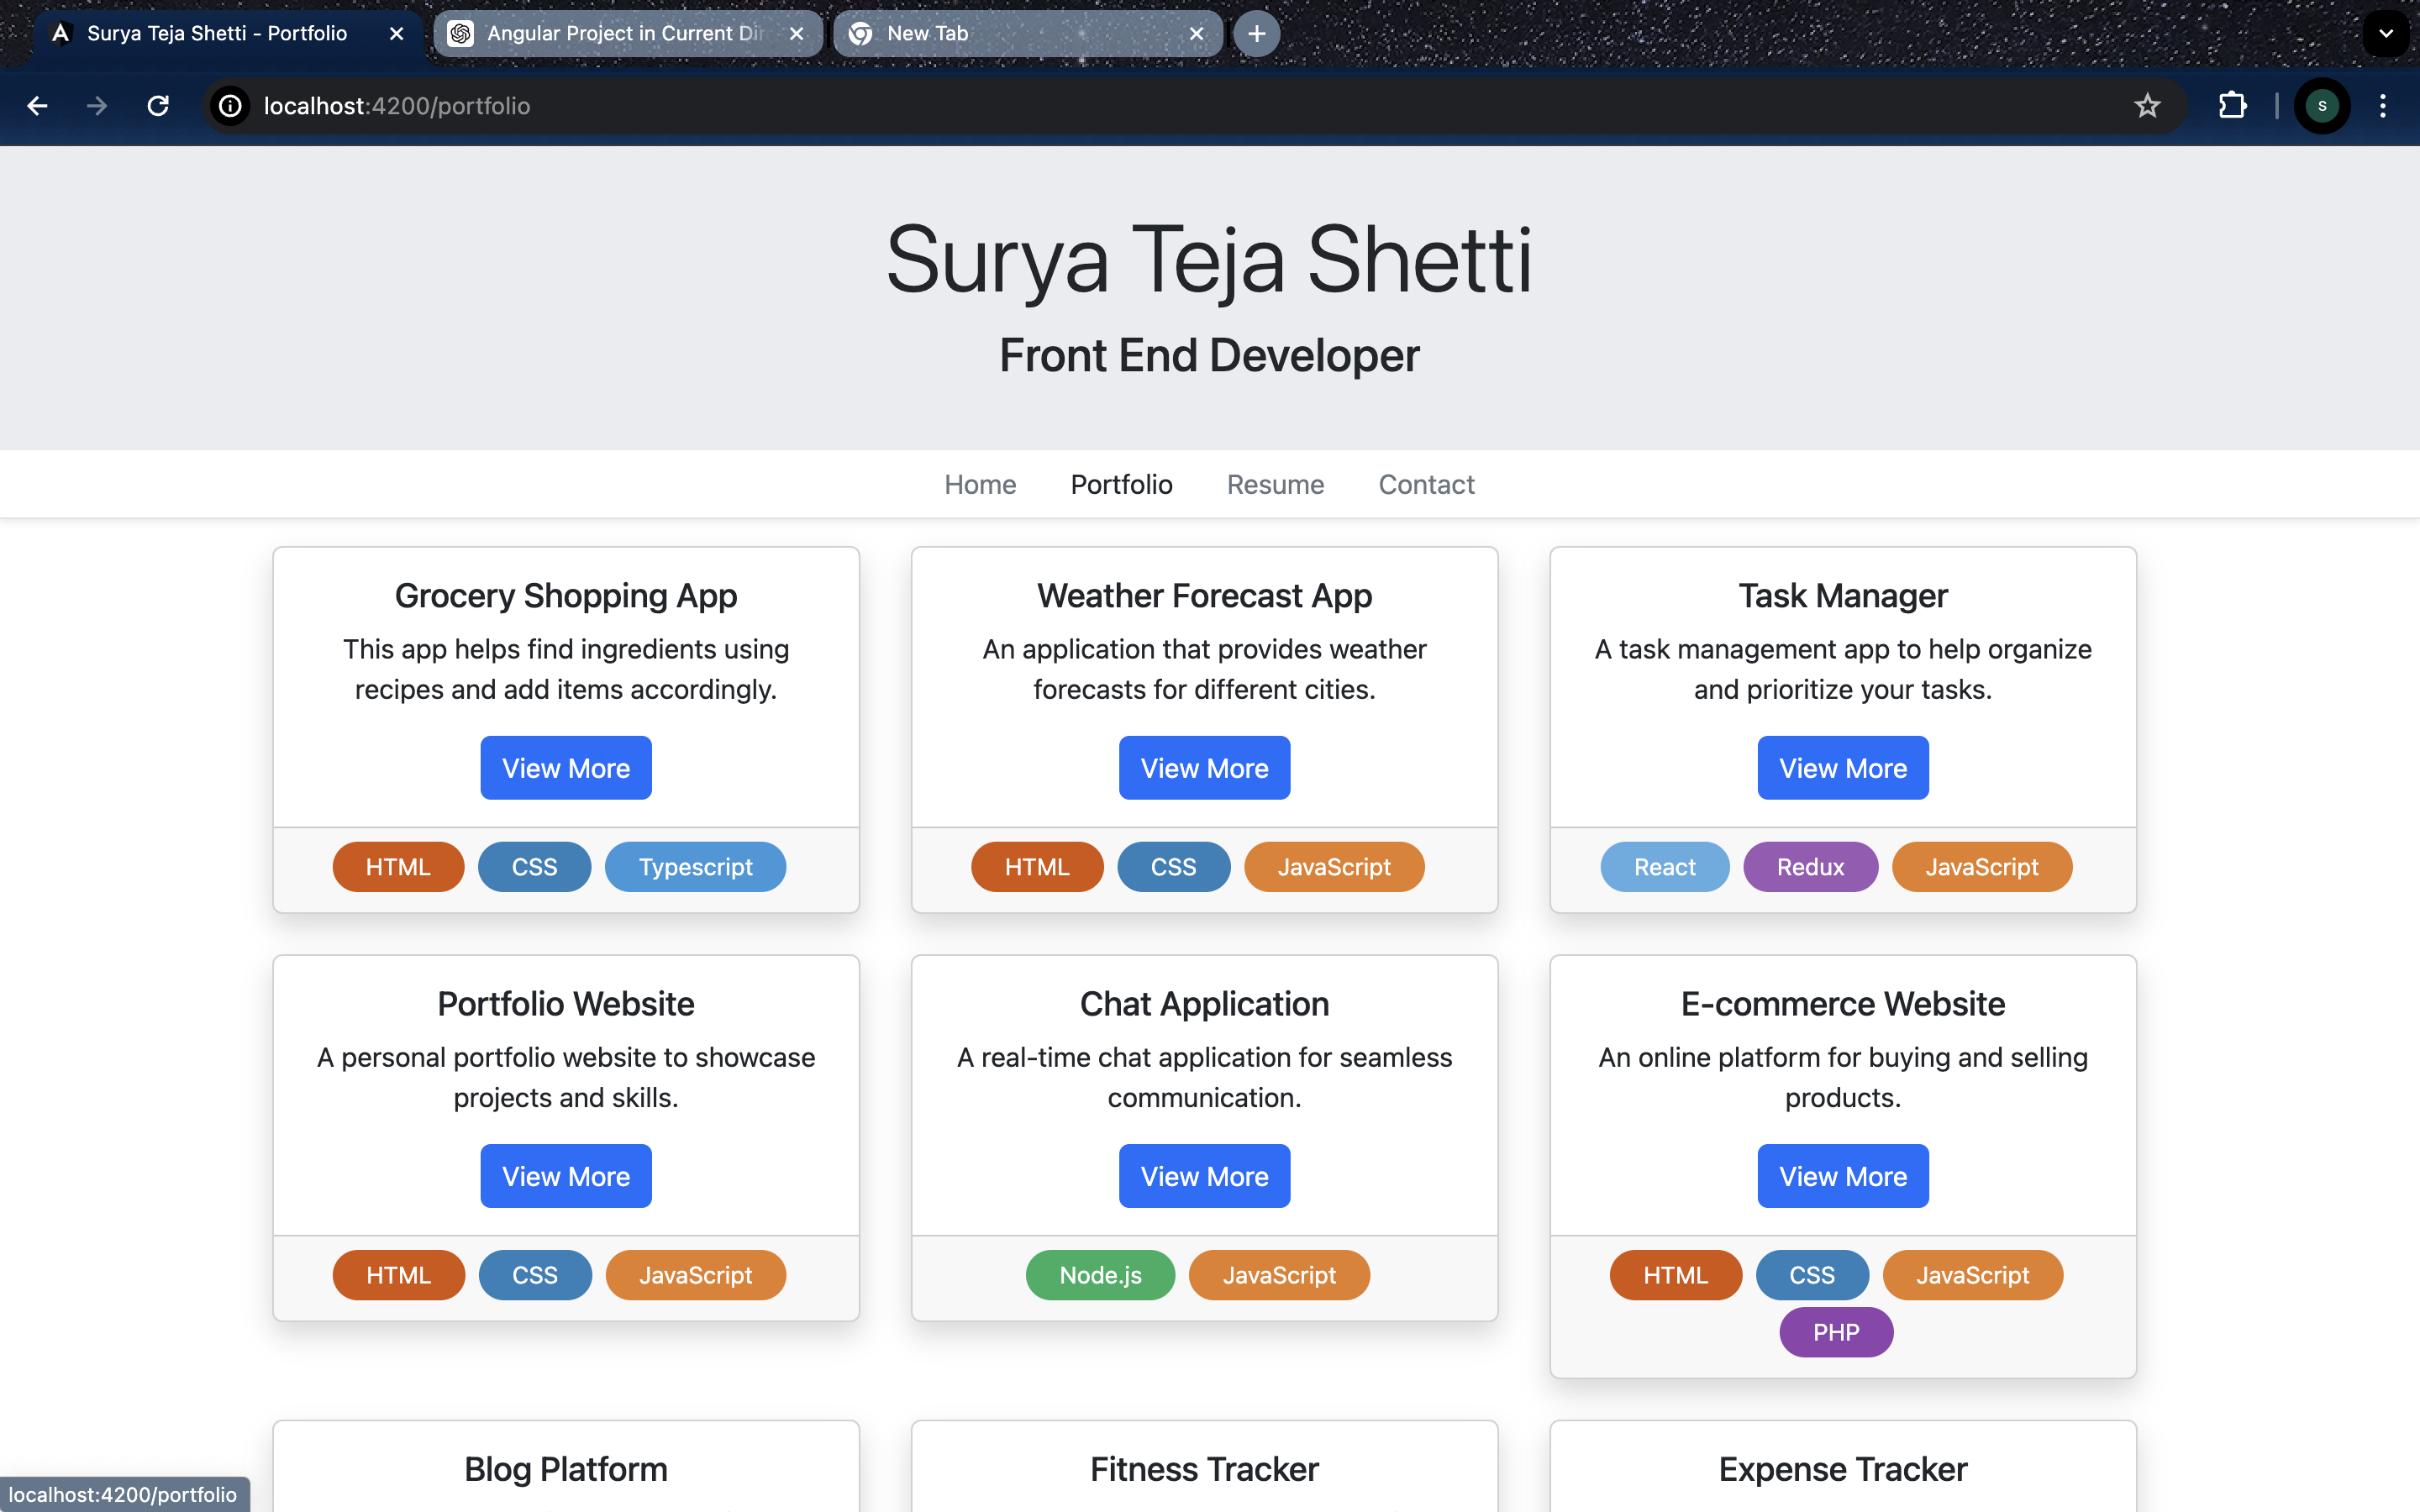 Surya Teja Shetti - Portfolio
Angular Project in Current Dir
New Tab
localhost:4200/portfolio
S
Surya Teja Shetti
Front End Developer
Home Portfolio Resume Contact
Grocery Shopping App
This app helps find ingredients using
recipes and add items accordingly.
View More
HTML CSS Typescript
Weather Forecast App
An application that provides weather
forecasts for different cities.
View More
HTML CSS JavaScript
Task Manager
A task management app to help organize
and prioritize your tasks.
View More
React Redux JavaScript
Portfolio Website
A personal portfolio website to showcase
projects and skills.
View More
HTML CSS JavaScript
Chat Application
A real-time chat application for seamless
communication.
View More
Node.js JavaScript
E-commerce Website
An online platform for buying and selling
products.
View More
HTML CSS JavaScript
PHP
Blog Platform
Fitness Tracker
Expense Tracker
localhost:4200/portfolio